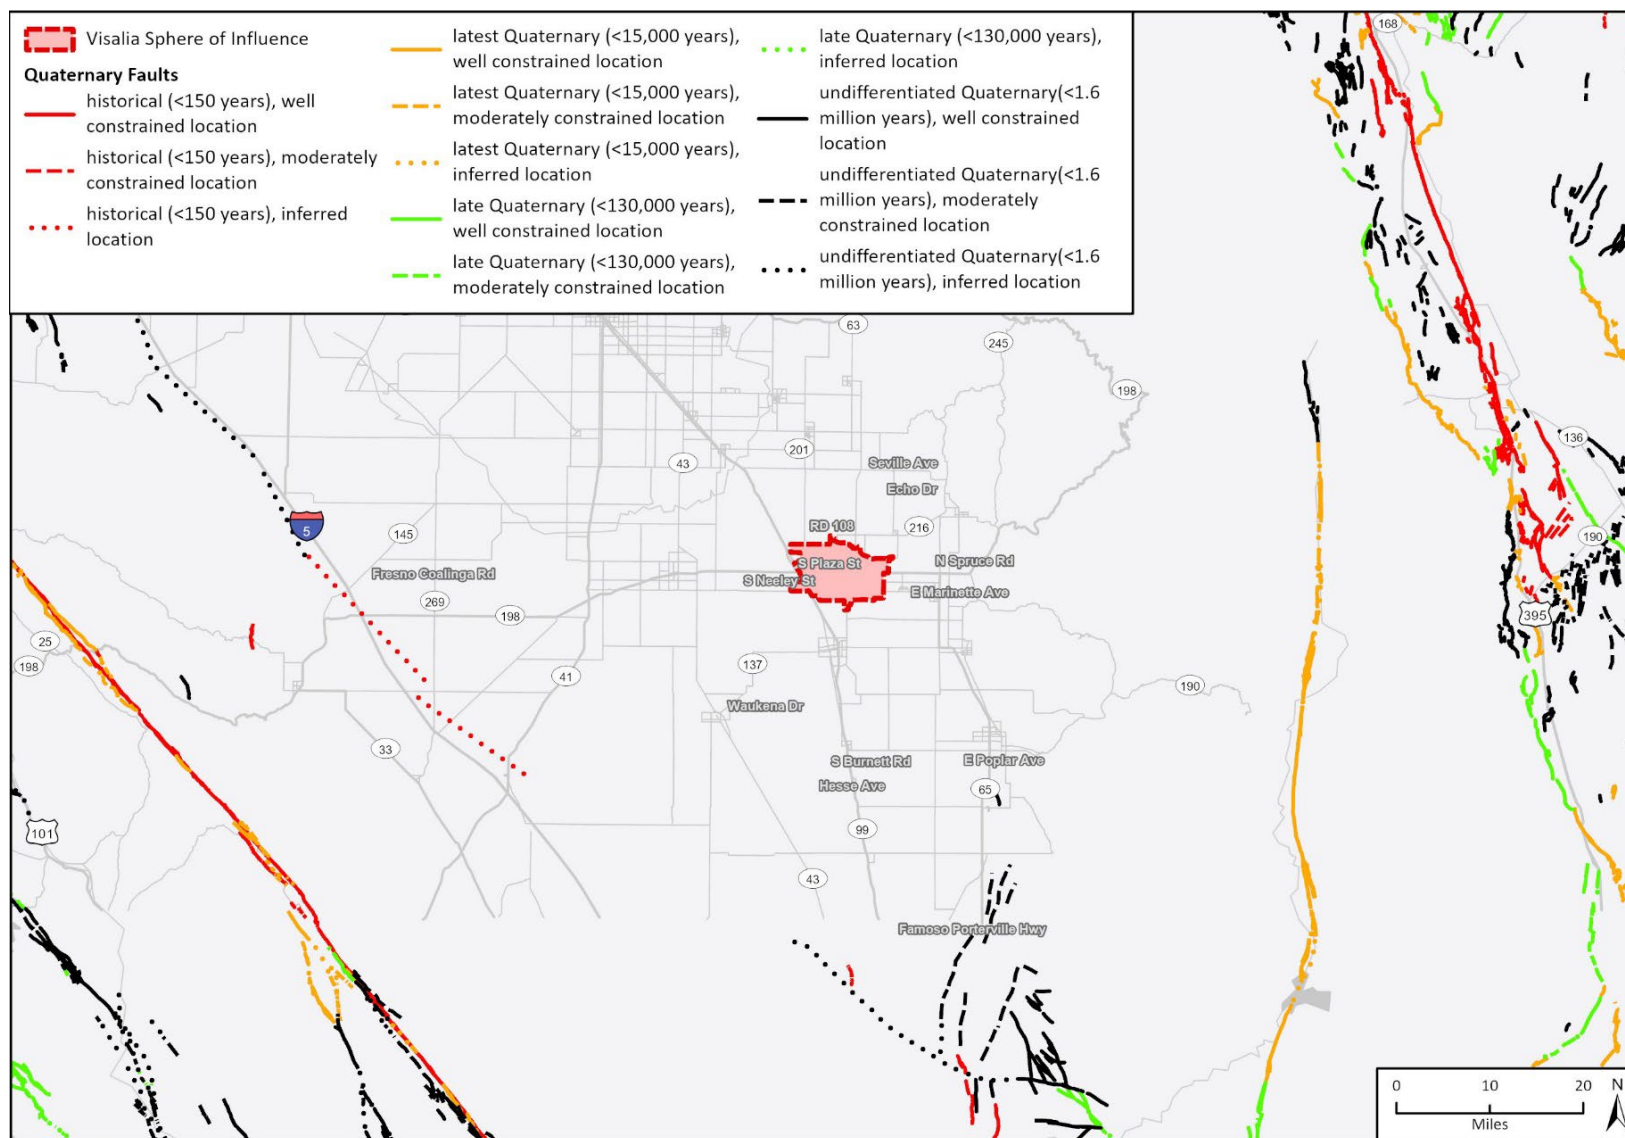 Visalia Sphere of Influence
Quaternary Faults
historical (<150 years), well
constrained location
historical (<150 years), moderately
constrained location
historical (<150 years), inferred
location
latest Quaternary (<15,000 years),
well constrained location
latest Quaternary (<15,000 years),
moderately constrained location
latest Quaternary (<15,000 years),
inferred location
late Quaternary (<130,000 years),
well constrained location
late Quaternary (<130,000 years),
moderately constrained location
late Quaternary (<130,000 years),
inferred location
undifferentiated Quaternary(<1.6
million years), well constrained
location
undifferentiated Quaternary(<1.6
million years), moderately
constrained location
undifferentiated Quaternary(<1.6
million years), inferred location
168
63
245
198
201
43
136
Seville Ave
Echo Dr
5
145
RD 108
216
190
S Plaza St
N Spruce Rd
Fresno Coalinga Rd
S Neeley St
E Marinette Ave
269
198
395
25
198
137
41
190
Waukena Dr
33
S Burnett Rd
E Poplar Ave
Hesse Ave
65
101
99
43
Famoso Porterville Hwy
0 10 20 N
Miles